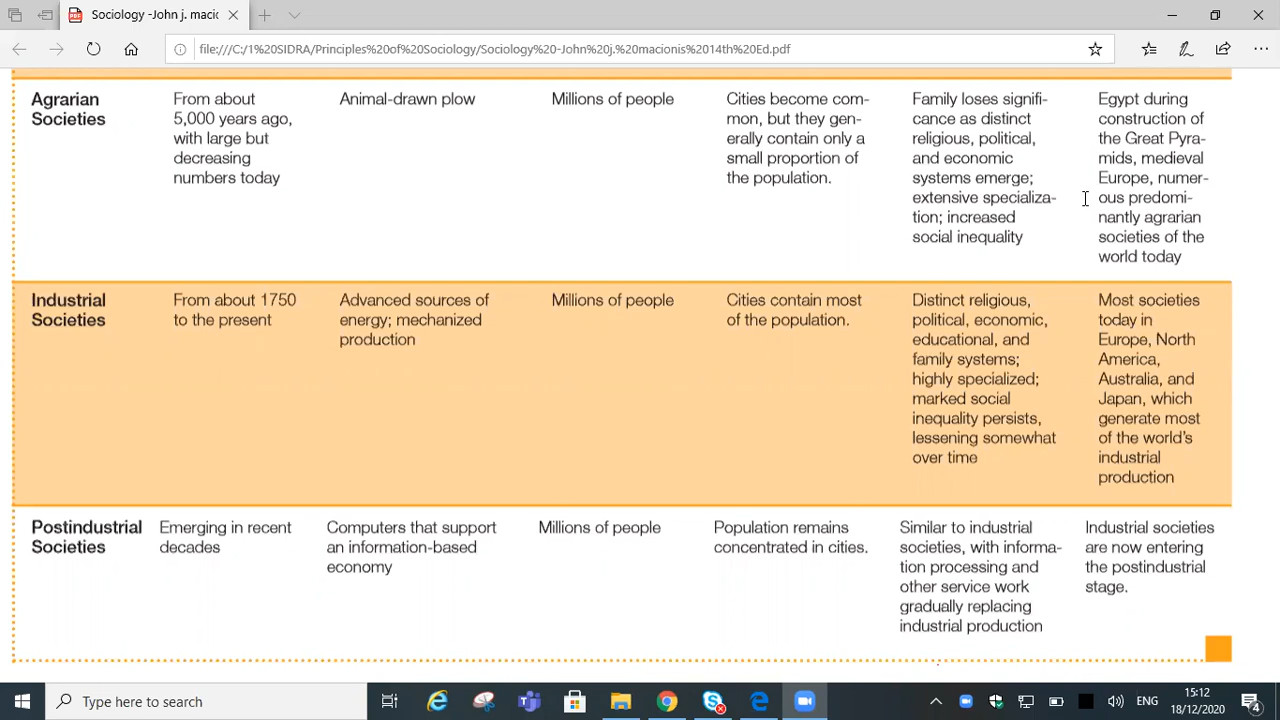 Sociology -John j. macic
file:///C:/1%20SIDRA/Principles%20of%20Sociology/Sociology%20-John%20j.%20macionis%2014th%20Ed.pdf
Agrarian
Societies
From about
5,000 years ago,
with large but
decreasing
numbers today
Animal-drawn plow
Millions of people
Cities become com-
mon, but they gen-
erally contain only a
small proportion of
the population.
Family loses signifi-
cance as distinct
religious, political,
and economic
systems emerge;
extensive specializa-
tion; increased
social inequality
Egypt during
construction of
the Great Pyra-
mids, medieval
Europe, numer-
ous predomi-
nantly agrarian
societies of the
world today
Industrial
Societies
From about 1750
to the present
Advanced sources of
energy; mechanized
production
Millions of people
Cities contain most
of the population.
Distinct religious,
political, economic,
educational, and
family systems;
highly specialized;
marked social
inequality persists,
lessening somewhat
over time
Most societies
today in
Europe, North
America,
Australia, and
Japan, which
generate most
of the world's
industrial
production
Postindustrial
Societies
Emerging in recent
decades
Computers that support
an information-based
economy
Millions of people
Population remains
concentrated in cities.
Similar to industrial
societies, with informa-
tion processing and
other service work
gradually replacing
industrial production
Industrial societies
are now entering
the postindustrial
stage.
Type here to search
ENG
15:12
18/12/2020
4